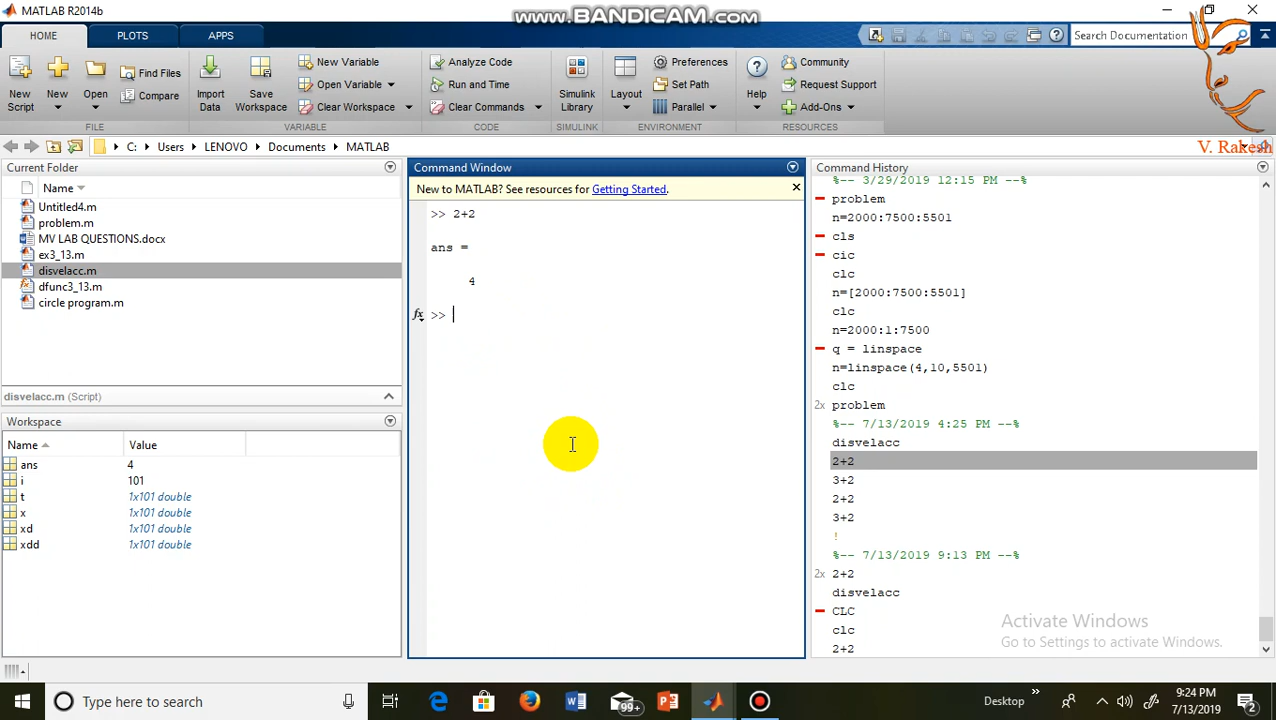 MATLAB R2014b
www.BANDICAM.com
HOME PLOTS APPS
Search Documentation
New Script
New
Open
Find Files
Compare
Import Data
Save Workspace
New Variable
Open Variable
Clear Workspace
Analyze Code
Run and Time
Clear Commands
Simulink Library
Layout
Preferences
Set Path
Parallel
Help
Community
Request Support
Add-Ons
FILE VARIABLE CODE SIMULINK ENVIRONMENT RESOURCES
C: Users LENOVO Documents MATLAB
V. Rakesh
Current Folder
Name
Untitled4.m
problem.m
MV LAB QUESTIONS.docx
ex3_13.m
disvelacc.m
dfunc3_13.m
circle program.m
disvelacc.m (Script)
Workspace
Name Value
ans 4
i 101
t 1x101 double
x 1x101 double
xd 1x101 double
xdd 1x101 double
Command Window
New to MATLAB? See resources for Getting Started.
>> 2+2
ans =
4
fx >>
Command History
%-- 3/29/2019 12:15 PM --%
problem
n=2000:7500:5501
cls
cic
clc
n=[2000:7500:5501]
clc
n=2000:1:7500
q = linspace
n=linspace(4,10,5501)
clc
2x problem
%-- 7/13/2019 4:25 PM --%
disvelacc
2+2
3+2
2+2
3+2
!
%-- 7/13/2019 9:13 PM --%
2x 2+2
disvelacc
CLC
clc
2+2
Activate Windows
Go to Settings to activate Windows.
Type here to search
99+
Desktop
9:24 PM
7/13/2019
2